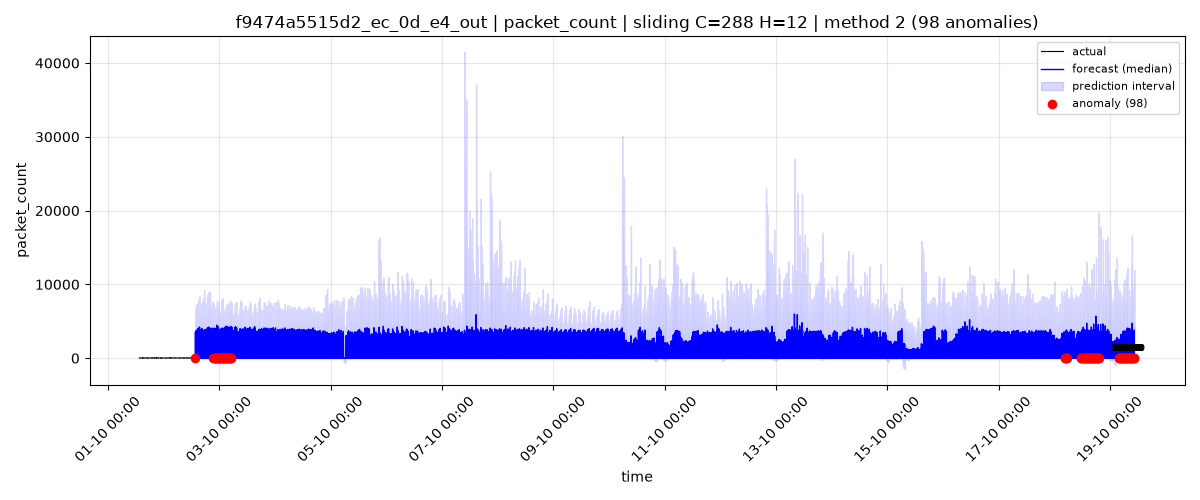 f9474a5515d2_ec_0d_e4_out | packet_count | sliding C=288 H=12 | method 2 (98 anomalies)
actual
forecast (median)
prediction interval
anomaly (98)
packet_count
40000
30000
20000
10000
0
01-10 00:00
03-10 00:00
05-10 00:00
07-10 00:00
09-10 00:00
11-10 00:00
13-10 00:00
15-10 00:00
17-10 00:00
19-10 00:00
time